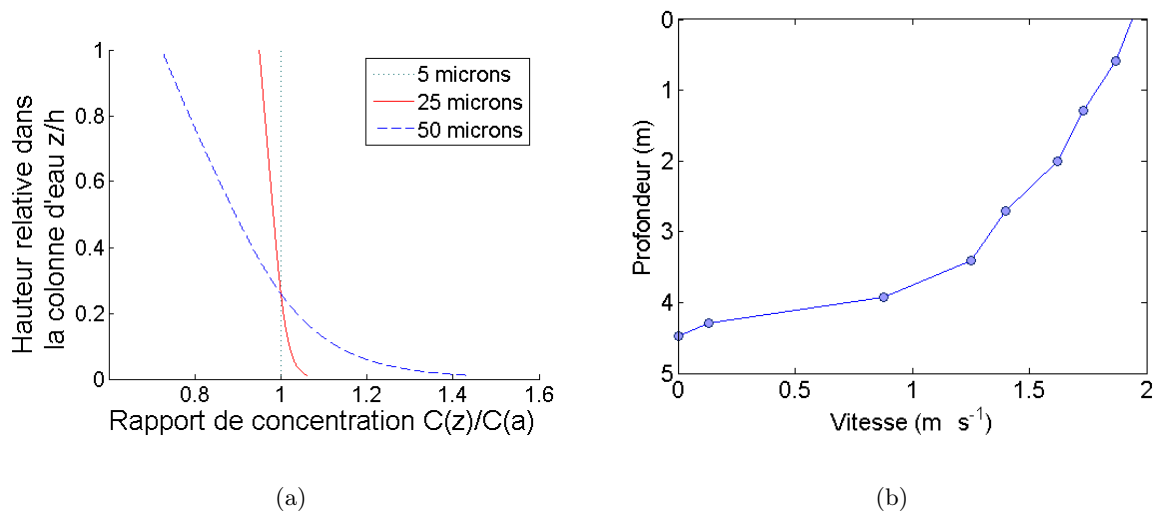 1
0.8
0.6
0.4
0.2
0
0.8
1
1.2
1.4
1.6
Hauteur relative dans
la colonne d'eau z/h
Rapport de concentration C(z)/C(a)
5 microns
25 microns
50 microns
(a)
0
1
2
3
4
5
0
0.5
1
1.5
2
Profondeur (m)
Vitesse (m s⁻¹)
(b)